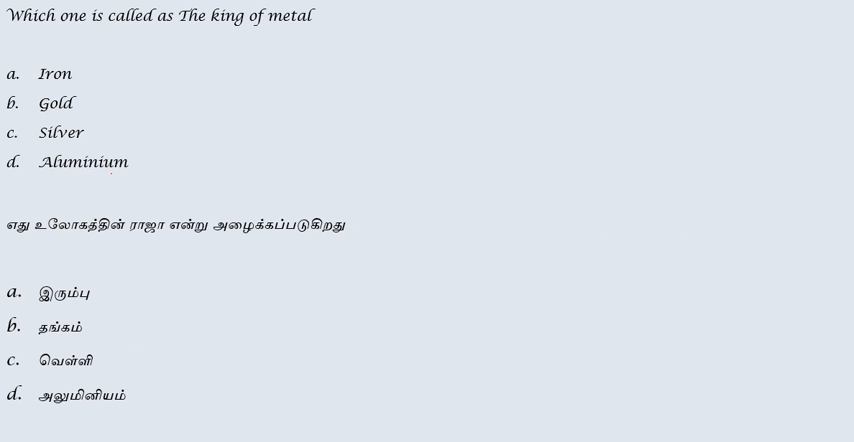 Which one is called as The king of metal
a. Iron
b. Gold
c. Silver
d. Aluminium
எது உலோகத்தின் ராஜா என்று அழைக்கப்படுகிறது
a. இரும்பு
b. தங்கம்
c. வெள்ளி
d. அலுமினியம்